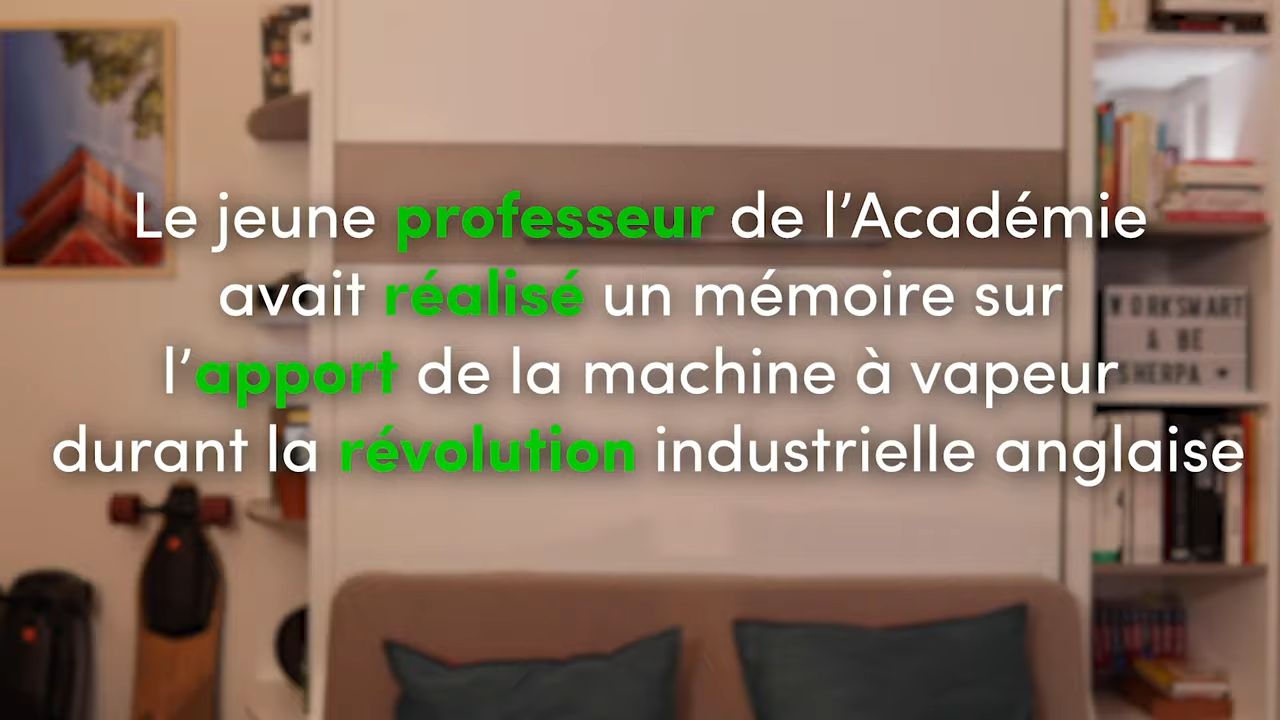 Le jeune professeur de l’Académie
avait réalisé un mémoire sur
l’apport de la machine à vapeur
durant la révolution industrielle anglaise
WORKSMART
& BE
SHERPA